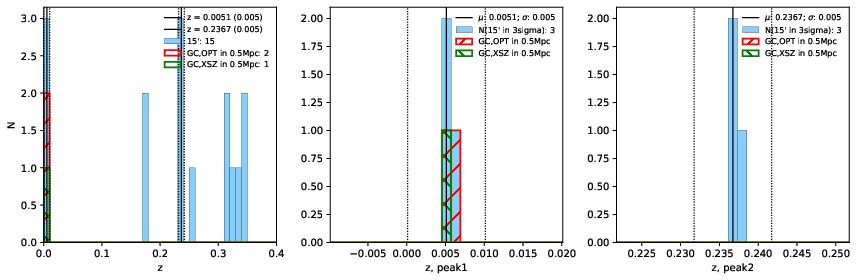 z = 0.0051 (0.005)
z = 0.2367 (0.005)
15': 15
GC,OPT in 0.5Mpc: 2
GC,XSZ in 0.5Mpc: 1
3.0
2.5
2.0
1.5
1.0
0.5
0.0
N
0.0 0.1 0.2 0.3 0.4
z
μ: 0.0051; σ: 0.005
N(15' in 3sigma): 3
GC,OPT in 0.5Mpc
GC,XSZ in 0.5Mpc
2.00
1.75
1.50
1.25
1.00
0.75
0.50
0.25
0.00
−0.005 0.000 0.005 0.010 0.015 0.020
z, peak1
μ: 0.2367; σ: 0.005
N(15' in 3sigma): 3
GC,OPT in 0.5Mpc
GC,XSZ in 0.5Mpc
2.00
1.75
1.50
1.25
1.00
0.75
0.50
0.25
0.00
0.225 0.230 0.235 0.240 0.245 0.250
z, peak2